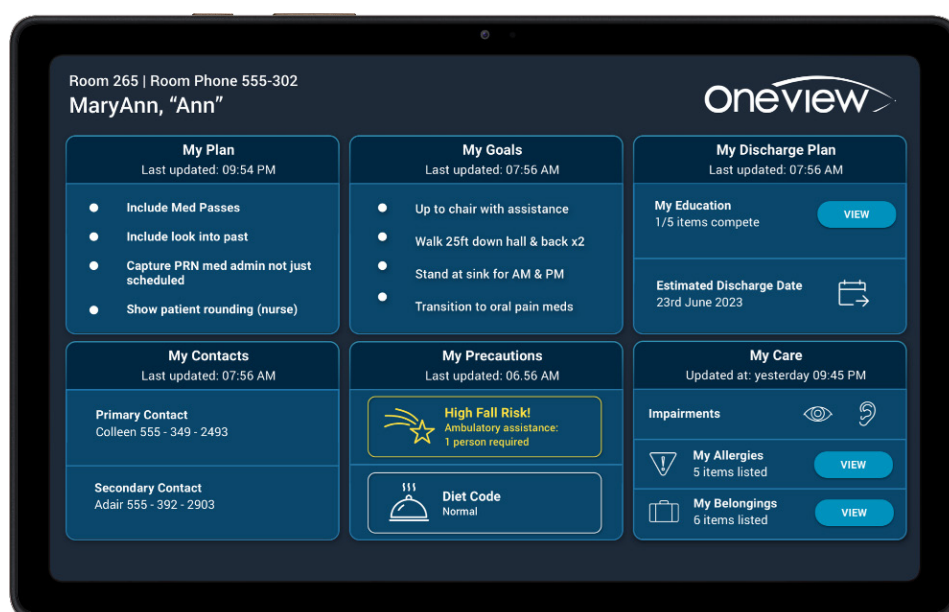 Room 265 | Room Phone 555-302
MaryAnn, “Ann”
Oneview
My Plan
Last updated: 09:54 PM
Include Med Passes
Include look into past
Capture PRN med admin not just
scheduled
Show patient rounding (nurse)
My Goals
Last updated: 07:56 AM
Up to chair with assistance
Walk 25ft down hall & back x2
Stand at sink for AM & PM
Transition to oral pain meds
My Discharge Plan
Last updated: 07:56 AM
My Education
1/5 items compete
VIEW
Estimated Discharge Date
23rd June 2023
My Contacts
Last updated: 07:56 AM
Primary Contact
Colleen 555 - 349 - 2493
Secondary Contact
Adair 555 - 392 - 2903
My Precautions
Last updated: 06.56 AM
High Fall Risk!
Ambulatory assistance:
1 person required
Diet Code
Normal
My Care
Updated at: yesterday 09:45 PM
Impairments
My Allergies
5 items listed
VIEW
My Belongings
6 items listed
VIEW